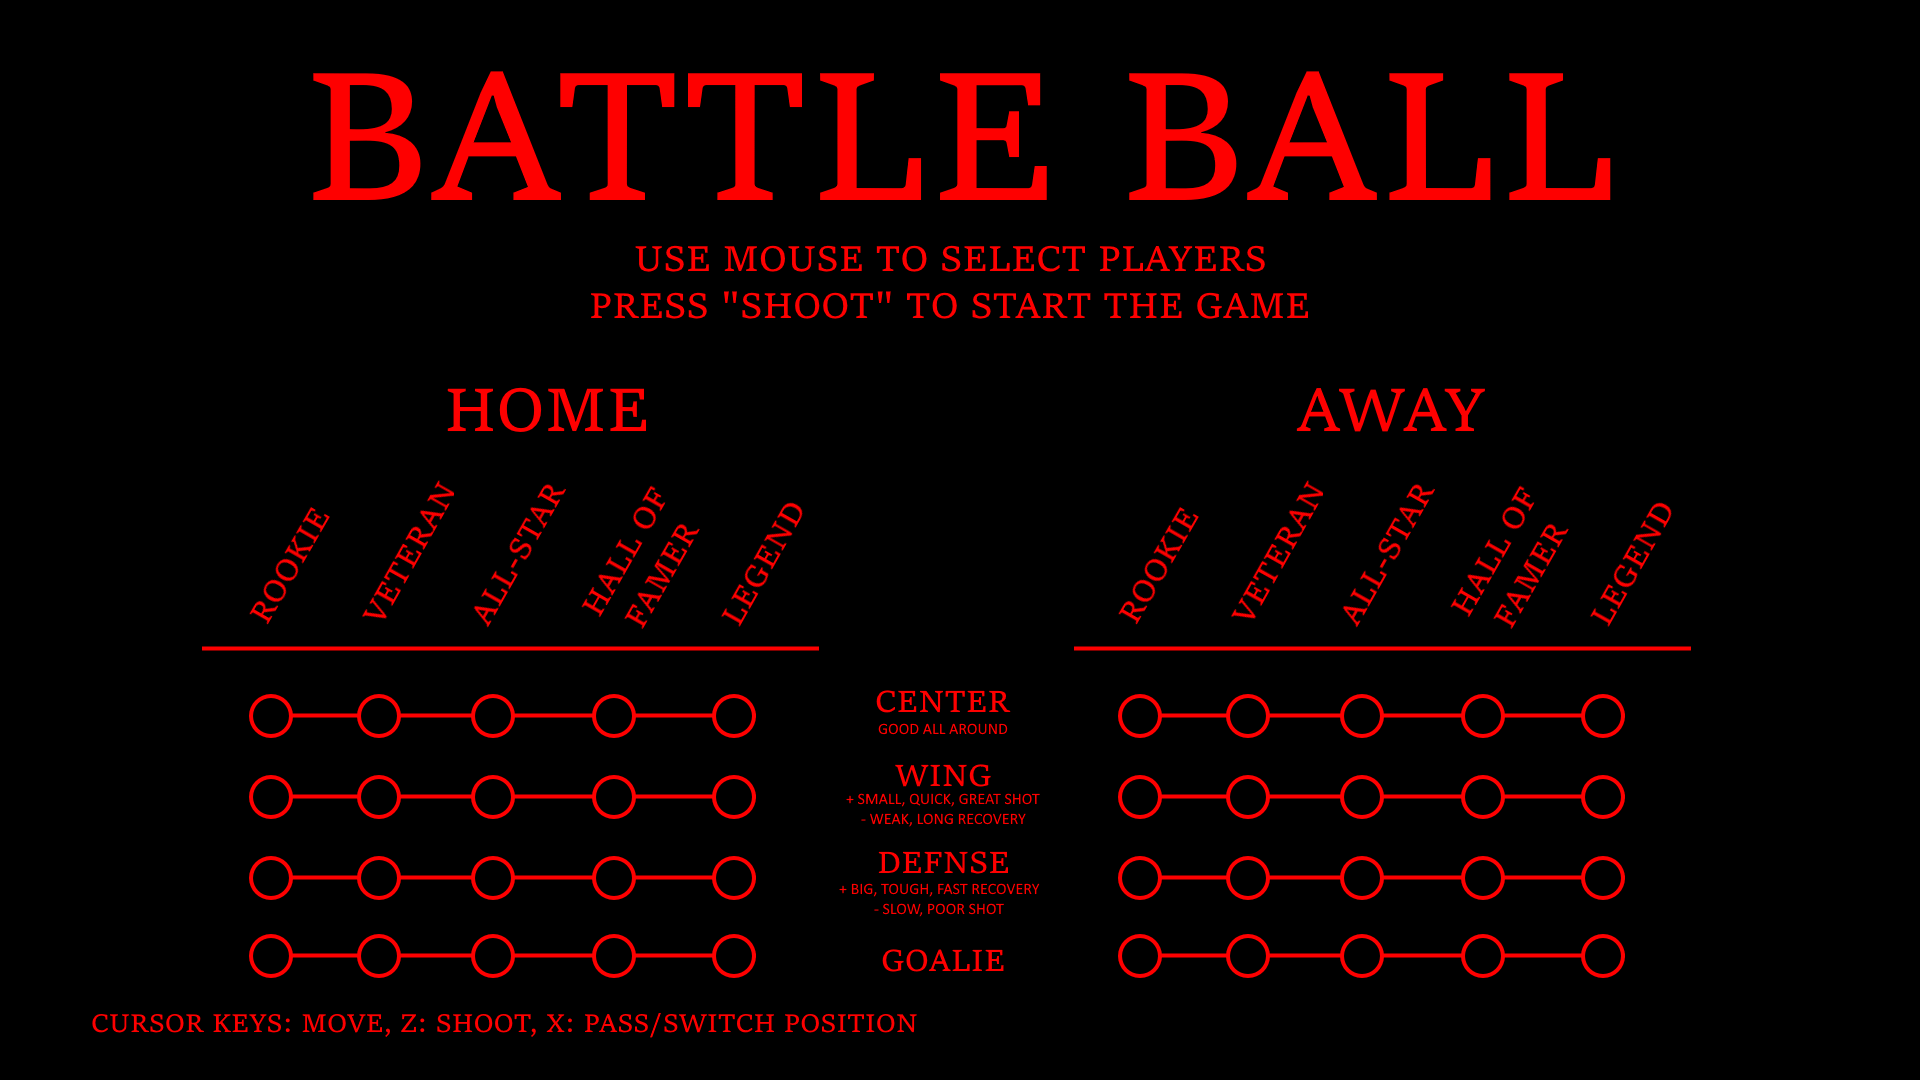 BATTLE BALL
USE MOUSE TO SELECT PLAYERS
PRESS "SHOOT" TO START THE GAME
HOME
AWAY
ROOKIE
VETERAN
ALL-STAR
HALL OF
FAMER
LEGEND
ROOKIE
VETERAN
ALL-STAR
HALL OF
FAMER
LEGEND
CENTER
GOOD ALL AROUND
WING
+ SMALL, QUICK, GREAT SHOT
- WEAK, LONG RECOVERY
DEFNSE
+ BIG, TOUGH, FAST RECOVERY
- SLOW, POOR SHOT
GOALIE
CURSOR KEYS: MOVE, Z: SHOOT, X: PASS/SWITCH POSITION